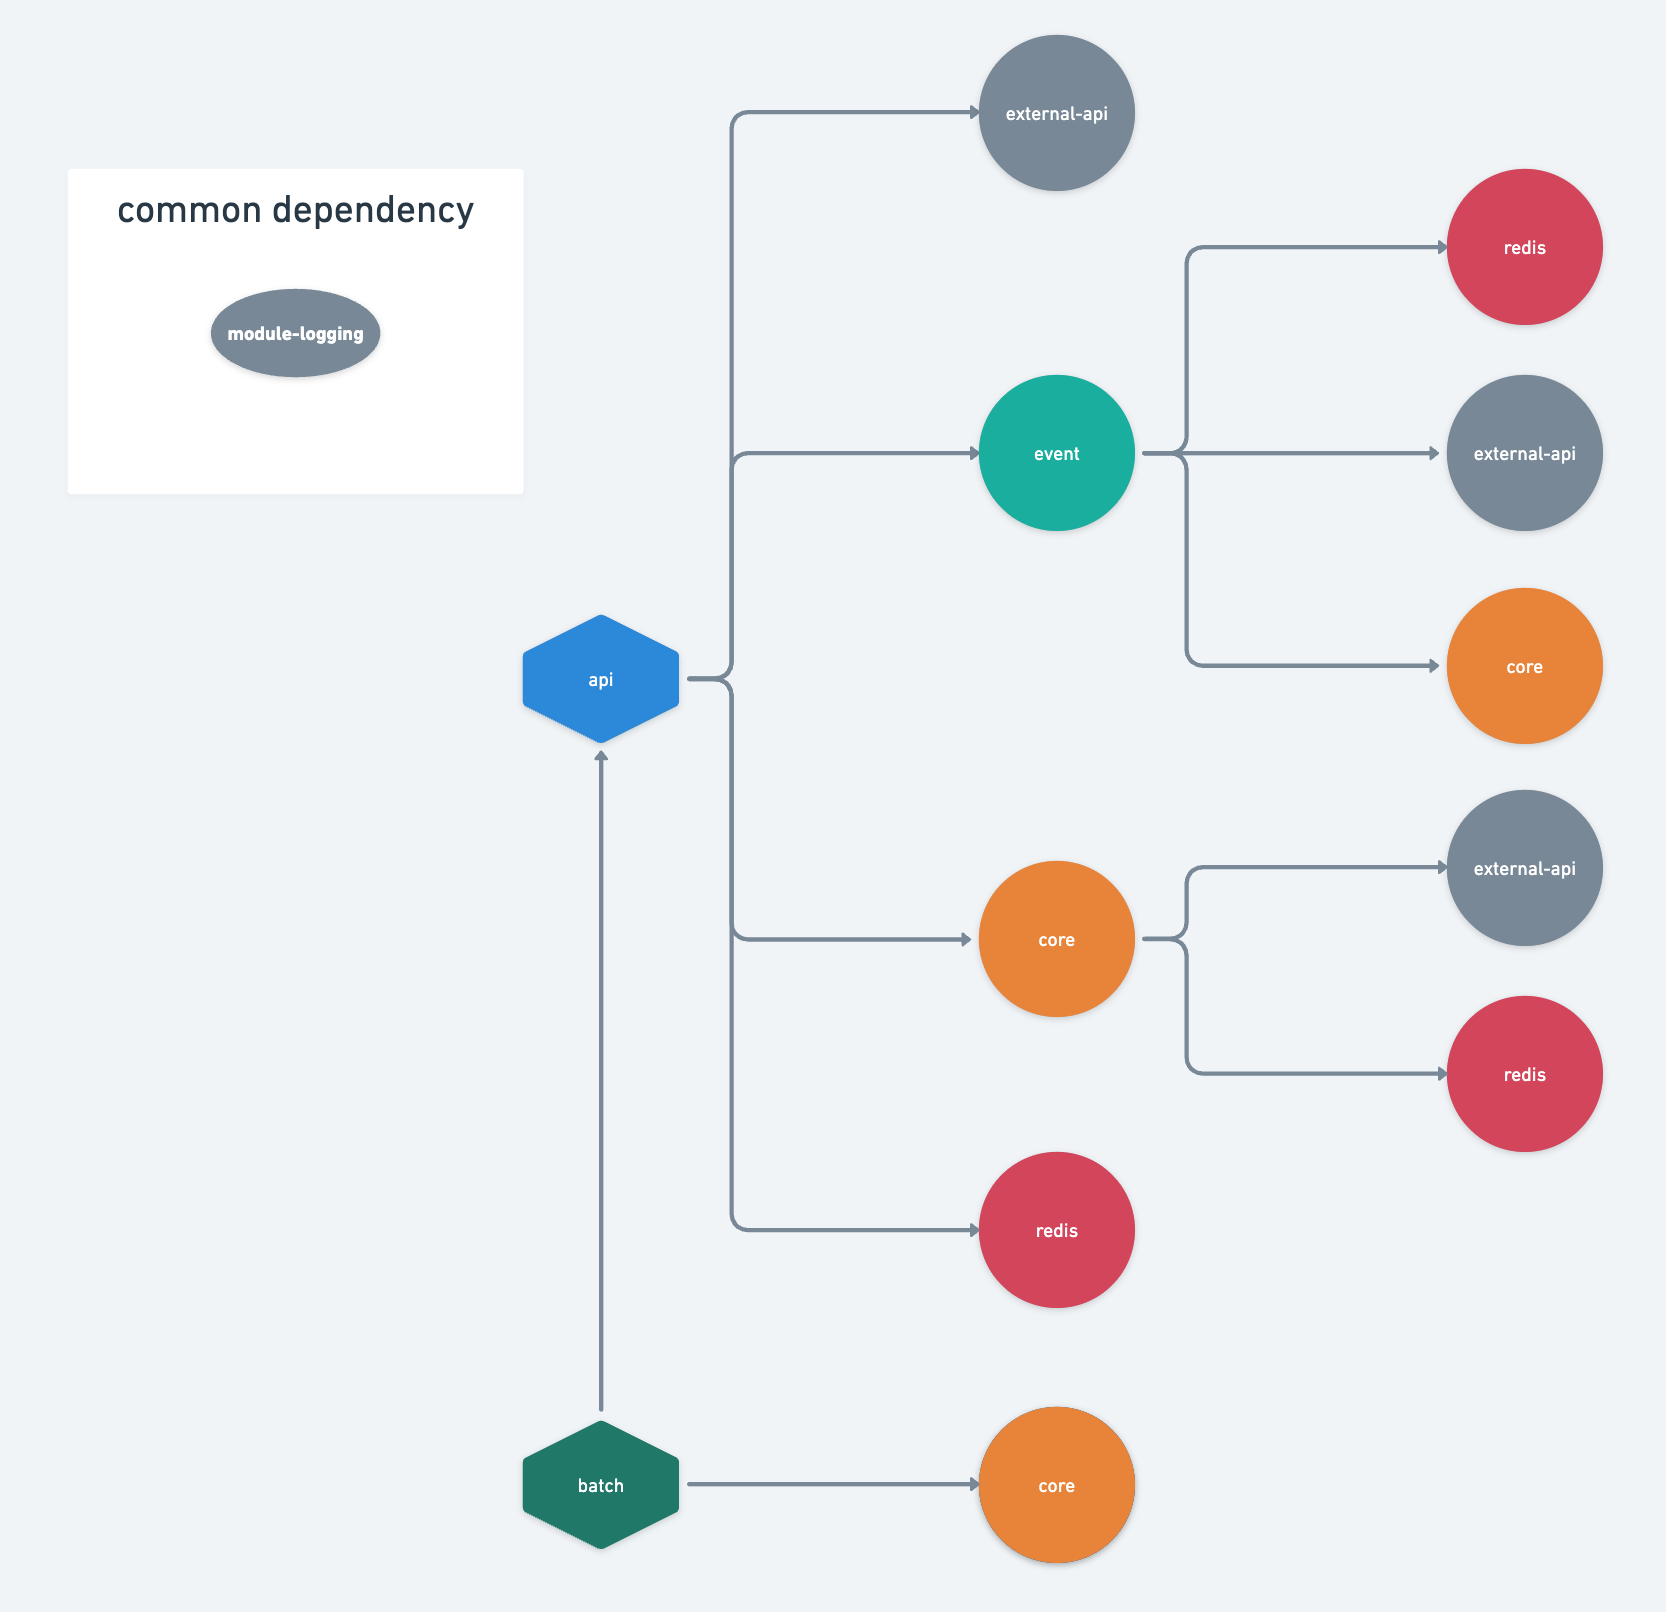 external-api
common dependency
redis
module-logging
event
external-api
core
api
external-api
core
redis
redis
batch
core